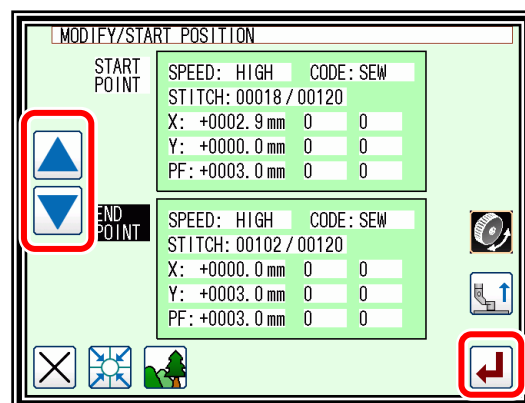 MODIFY/START POSITION
START
POINT
SPEED: HIGH CODE: SEW
STITCH: 00018 / 00120
X: +0002.9 mm 0 0
Y: +0000.0 mm 0 0
PF: +0003.0 mm 0 0
END
POINT
SPEED: HIGH CODE: SEW
STITCH: 00102 / 00120
X: +0000.0 mm 0 0
Y: +0003.0 mm 0 0
PF: +0003.0 mm 0 0